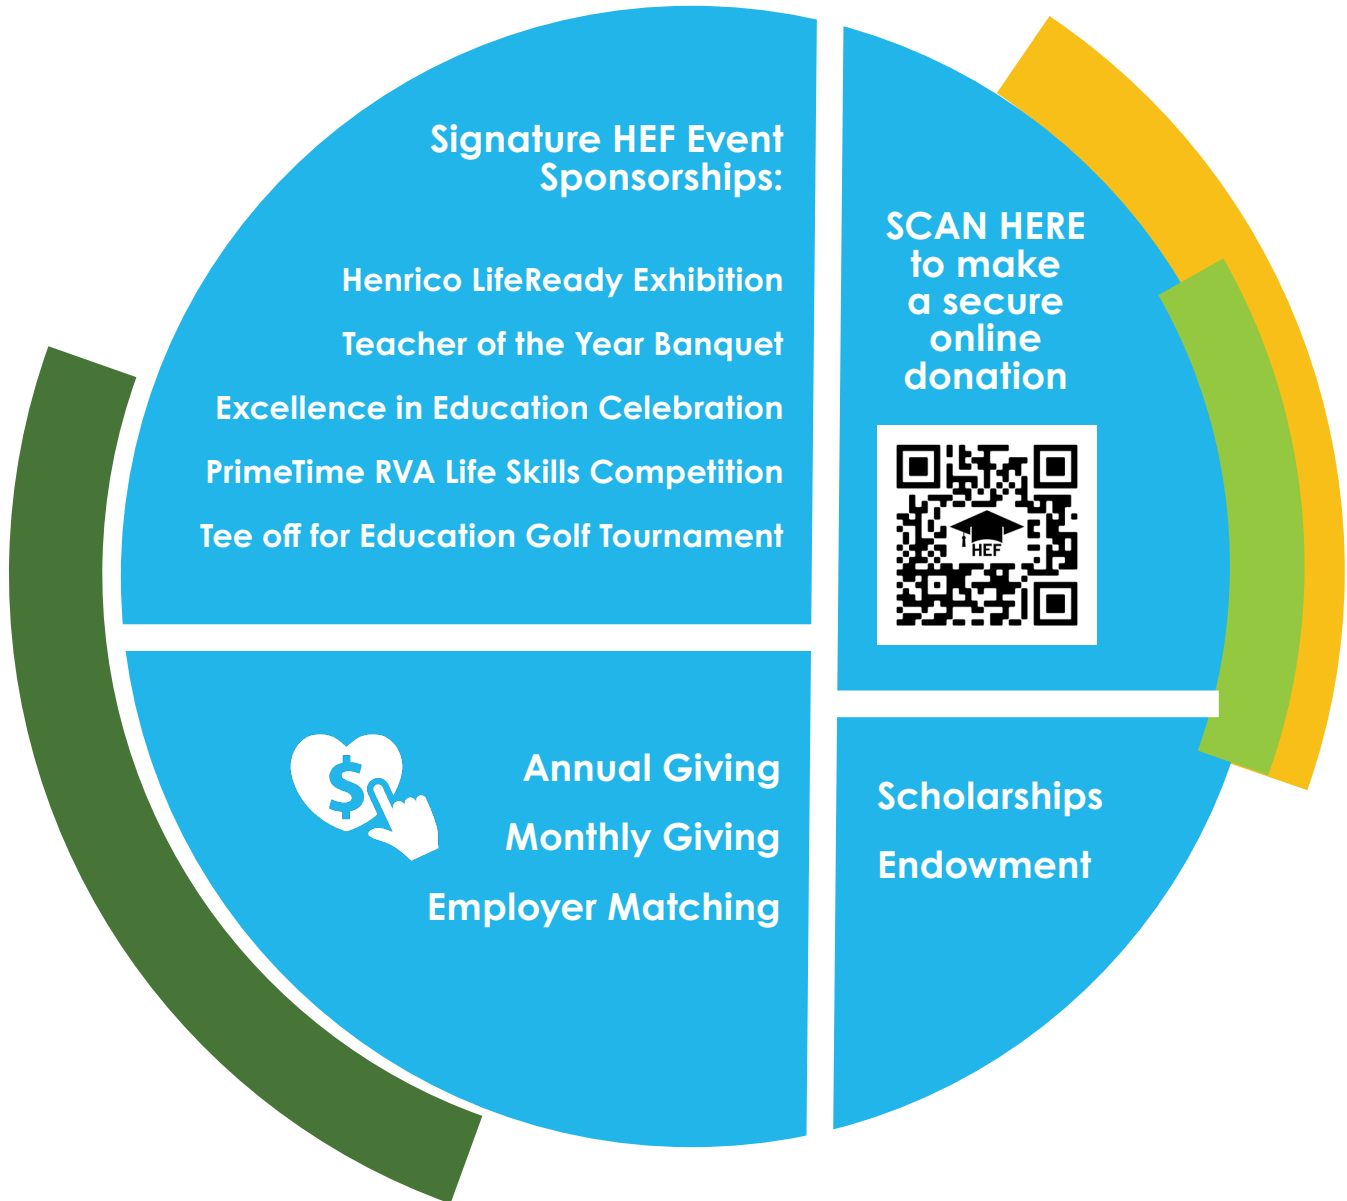 Signature HEF Event
Sponsorships:
Henrico LifeReady Exhibition
Teacher of the Year Banquet
Excellence in Education Celebration
PrimeTime RVA Life Skills Competition
Tee off for Education Golf Tournament
SCAN HERE
to make
a secure
online
donation
HEF
$
Annual Giving
Monthly Giving
Employer Matching
Scholarships
Endowment